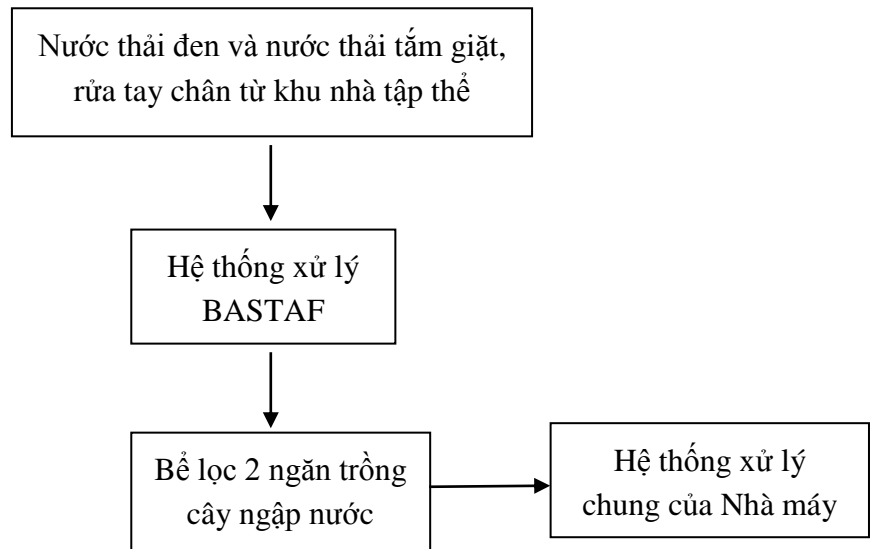 Nước thải đen và nước thải tắm giặt,
rửa tay chân từ khu nhà tập thể
Hệ thống xử lý
BASTAF
Bể lọc 2 ngăn trồng
cây ngập nước
Hệ thống xử lý
chung của Nhà máy